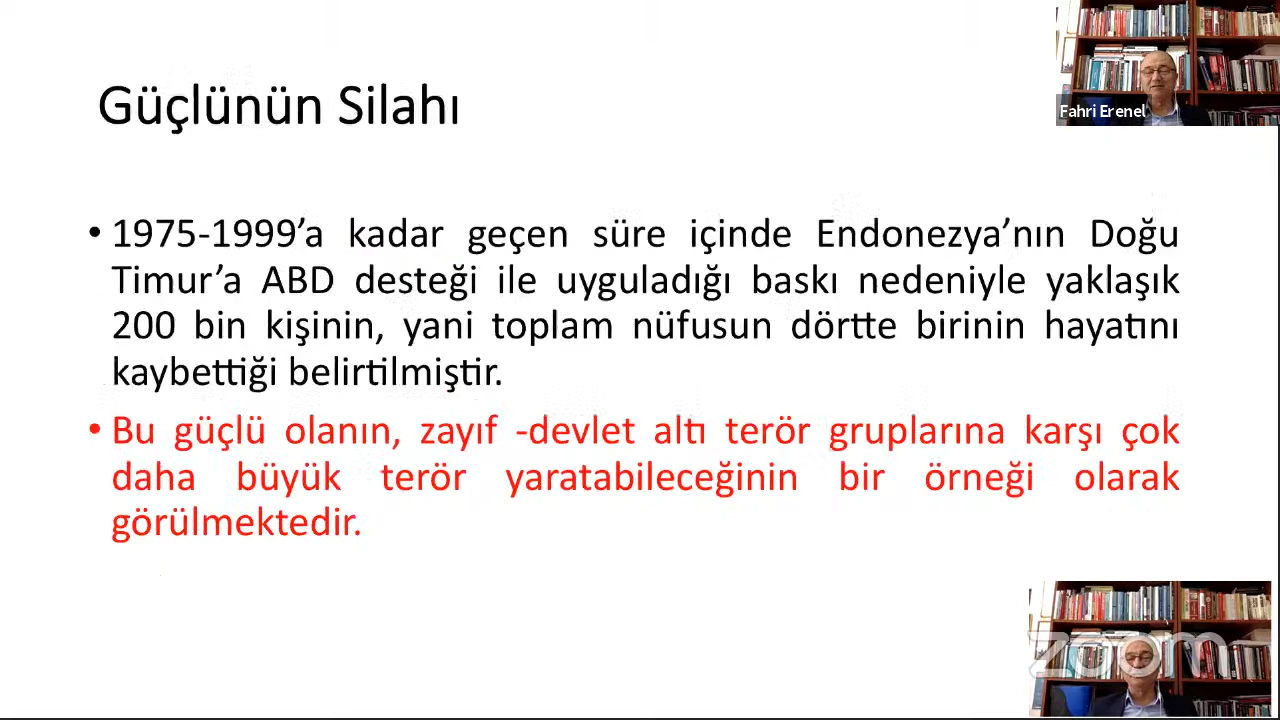 Güçlünün Silahı
Fahri Erenel
• 1975-1999’a kadar geçen süre içinde Endonezya’nın Doğu
Timur’a ABD desteği ile uyguladığı baskı nedeniyle yaklaşık
200 bin kişinin, yani toplam nüfusun dörtte birinin hayatını
kaybettiği belirtilmiştir.
• Bu güçlü olanın, zayıf -devlet altı terör gruplarına karşı çok
daha büyük terör yaratabileceğinin bir örneği olarak
görülmektedir.
zoom